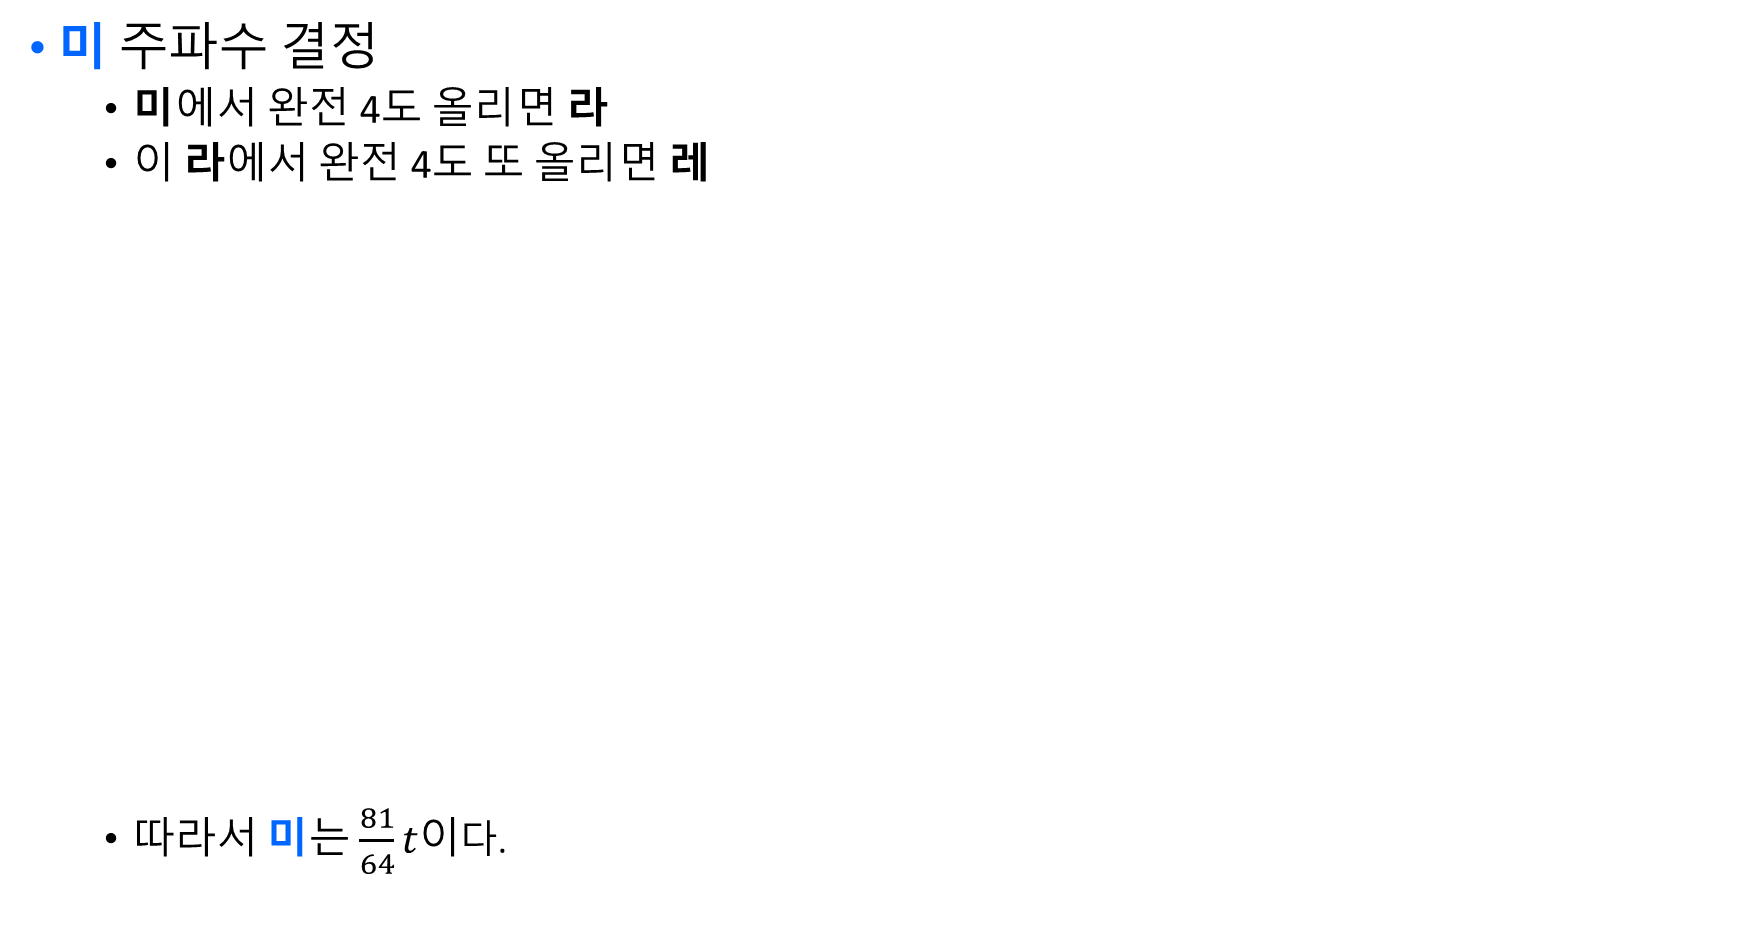 • 미 주파수 결정
• 미에서 완전 4도 올리면 라
• 이 라에서 완전 4도 또 올리면 레
• 따라서 미는 81/64 t이다.